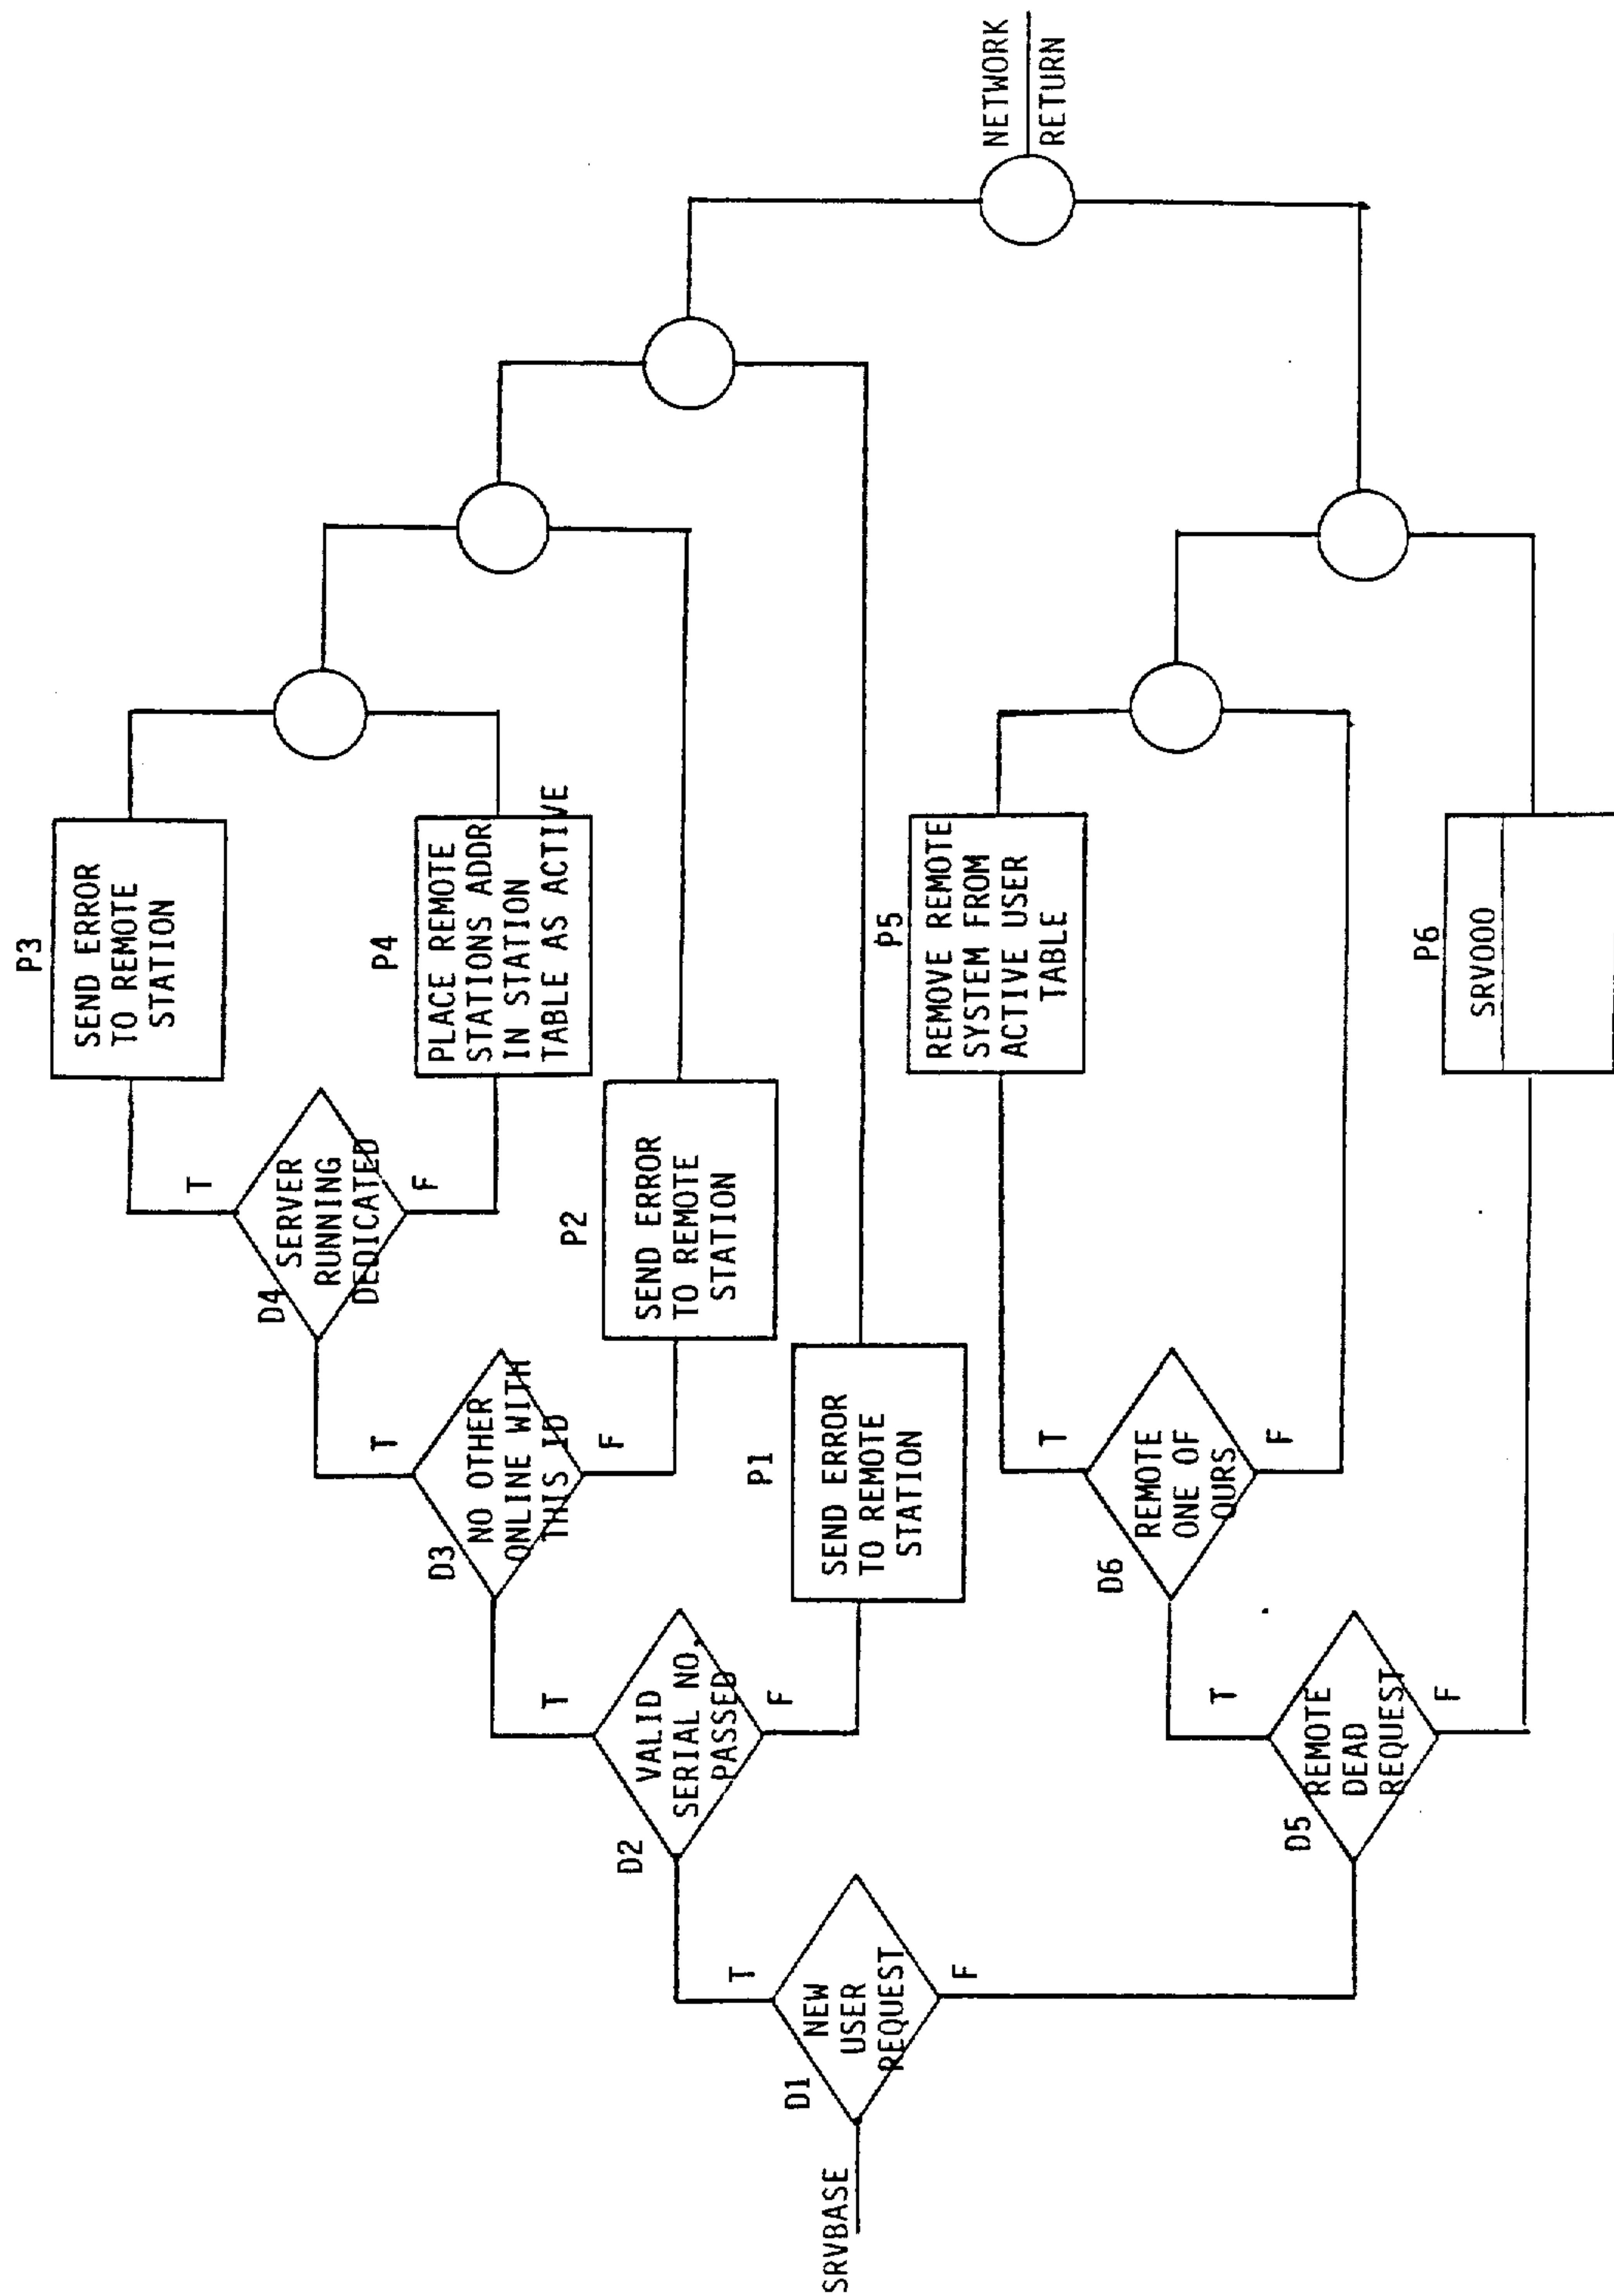 SRVBASE
D1
NEW
USER
REQUEST
T
F
D2
VALID
SERIAL NO.
PASSED
T
F
D3
NO OTHER
ONLINE WITH
THIS ID
T
F
D4
SERVER
RUNNING
DEDICATED
T
F
P3
SEND ERROR
TO REMOTE
STATION
P4
PLACE REMOTE
STATIONS ADDR
IN STATION
TABLE AS ACTIVE
P2
SEND ERROR
TO REMOTE
STATION
P1
SEND ERROR
TO REMOTE
STATION
D5
REMOTE
DEAD
REQUEST
T
F
D6
REMOTE
ONE OF
OURS
T
F
P5
REMOVE REMOTE
SYSTEM FROM
ACTIVE USER
TABLE
P6
SRV000
NETWORK
RETURN